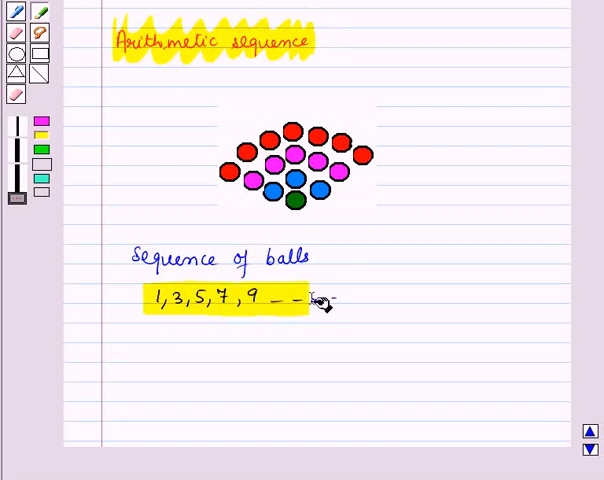 Arithmetic sequence
Sequence of balls
1, 3, 5, 7, 9 - - - -